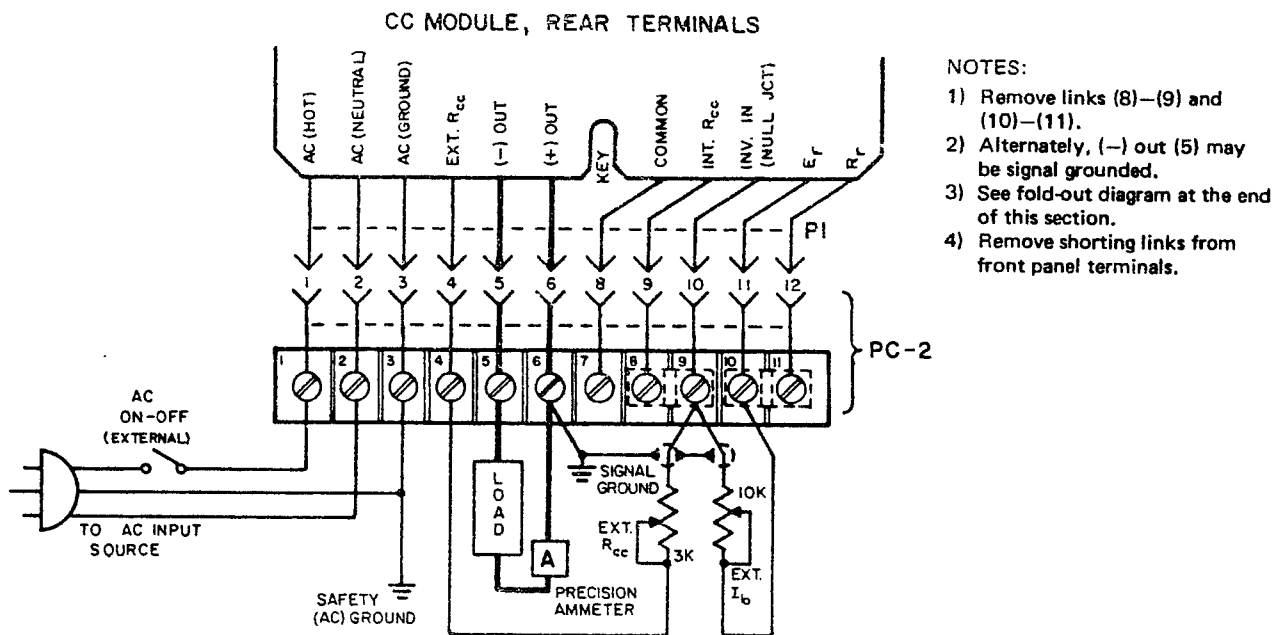 CC MODULE, REAR TERMINALS
AC (HOT)
AC (NEUTRAL)
AC (GROUND)
EXT. Rcc
(−) OUT
(+) OUT
KEY
COMMON
INT. Rcc
INV. IN
(NULL JCT)
Er
Rr
P1
1 2 3 4 5 6 8 9 10 11 12
PC-2
1 2 3 4 5 6 7 8 9 10 11
AC
ON-OFF
(EXTERNAL)
TO AC INPUT
SOURCE
SAFETY
(AC) GROUND
LOAD
A
PRECISION
AMMETER
SIGNAL
GROUND
EXT.
Rcc
3K
10K
EXT.
Ib
NOTES:
1) Remove links (8)—(9) and
(10)—(11).
2) Alternately, (—) out (5) may
be signal grounded.
3) See fold-out diagram at the end
of this section.
4) Remove shorting links from
front panel terminals.